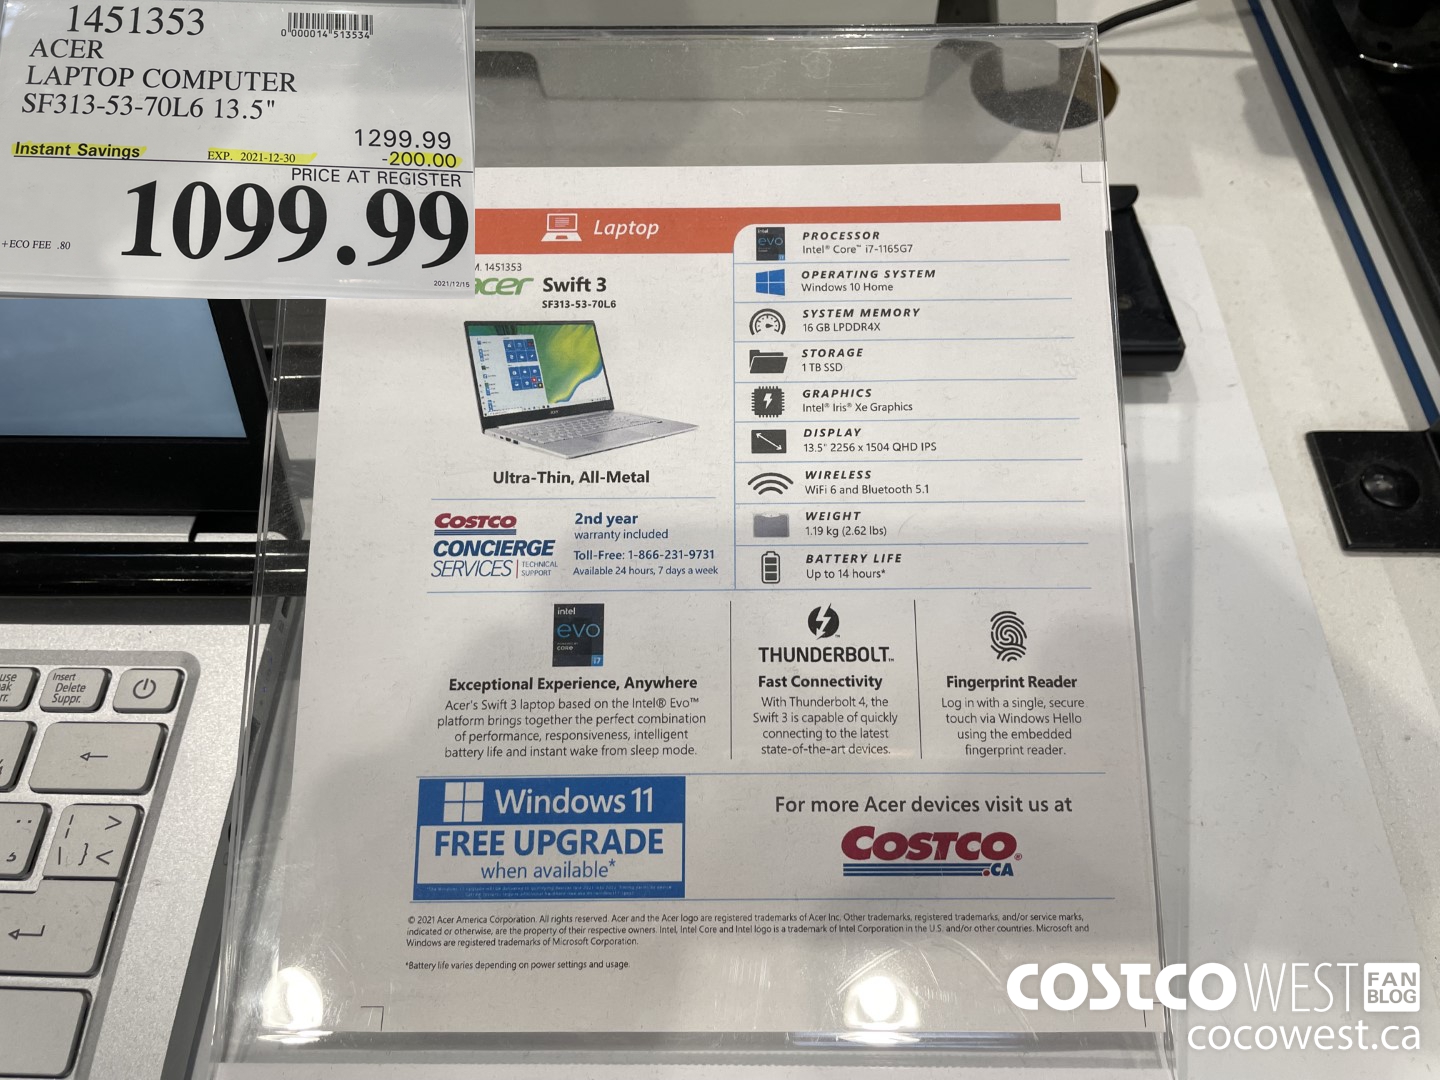 1451353
0 000014 513534
ACER
LAPTOP COMPUTER
SF313-53-70L6 13.5"
1299.99
Instant Savings EXP. 2021-12-30 -200.00
PRICE AT REGISTER
+ECO FEE .80 1099.99
2021/12/15
Laptop
1451353
acer Swift 3
SF313-53-70L6
Ultra-Thin, All-Metal
COSTCO
CONCIERGE
SERVICES | TECHNICAL SUPPORT
2nd year
warranty included
Toll-Free: 1-866-231-9731
Available 24 hours, 7 days a week
intel evo i7
PROCESSOR
Intel® Core™ i7-1165G7
OPERATING SYSTEM
Windows 10 Home
SYSTEM MEMORY
16 GB LPDDR4X
STORAGE
1 TB SSD
GRAPHICS
Intel® Iris® Xe Graphics
DISPLAY
13.5" 2256 x 1504 QHD IPS
WIRELESS
WiFi 6 and Bluetooth 5.1
WEIGHT
1.19 kg (2.62 lbs)
BATTERY LIFE
Up to 14 hours*
intel
evo
CORE
i7
Exceptional Experience, Anywhere
Acer's Swift 3 laptop based on the Intel® Evo™
platform brings together the perfect combination
of performance, responsiveness, intelligent
battery life and instant wake from sleep mode.
THUNDERBOLT™
Fast Connectivity
With Thunderbolt 4, the
Swift 3 is capable of quickly
connecting to the latest
state-of-the-art devices.
Fingerprint Reader
Log in with a single, secure
touch via Windows Hello
using the embedded
fingerprint reader.
Windows 11
FREE UPGRADE
when available*
For more Acer devices visit us at
COSTCO®
.CA
© 2021 Acer America Corporation. All rights reserved. Acer and the Acer logo are registered trademarks of Acer Inc. Other trademarks, registered trademarks, and/or service marks,
indicated or otherwise, are the property of their respective owners. Intel, Intel Core and Intel logo is a trademark of Intel Corporation in the U.S. and/or other countries. Microsoft and
Windows are registered trademarks of Microsoft Corporation.
*Battery life varies depending on power settings and usage.
Insert
Delete
Suppr.
COSTCO WEST FAN BLOG
cocowest.ca